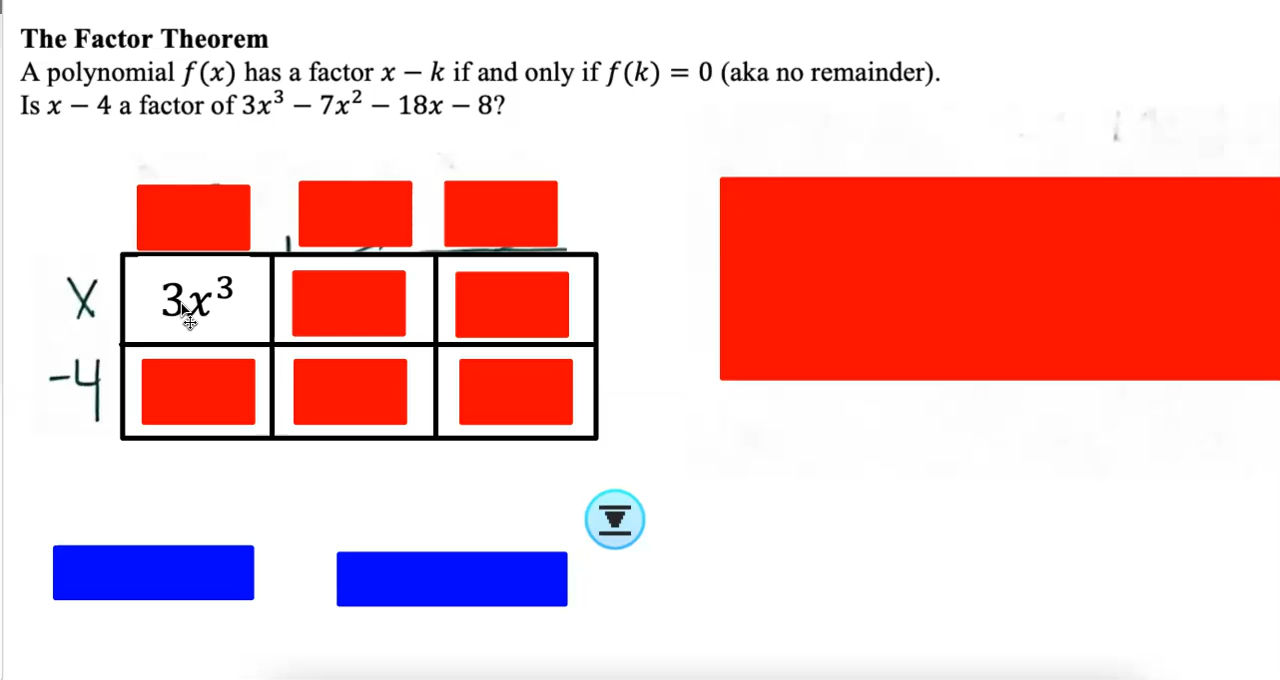 The Factor Theorem
A polynomial f(x) has a factor x − k if and only if f(k) = 0 (aka no remainder).
Is x − 4 a factor of 3x³ − 7x² − 18x − 8?
x 3x³
-4